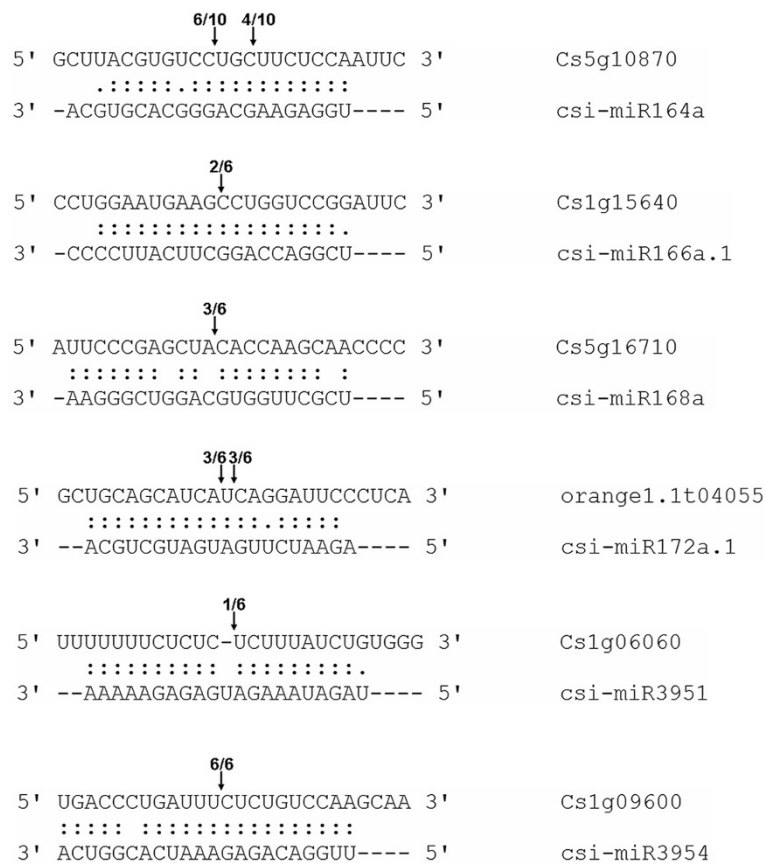 6/10 4/10
5' GCUUACGUGUCCUGCUUCUCCAAUUC 3' Cs5g10870
.:::::.::::::::::::
3' -ACGUGCACGGGACGAAGAGGU---- 5' csi-miR164a
2/6
5' CCUGGAAUGAAGCCUGGUCCGGAUUC 3' Cs1g15640
:::::::::::::::::::.
3' -CCCCUUACUUCGGACCAGGCU---- 5' csi-miR166a.1
3/6
5' AUUCCCGAGCUACACCAAGCAACCCC 3' Cs5g16710
::::::: :: :::::::: :
3' -AAGGGCUGGACGUGGUUCGCU---- 5' csi-miR168a
3/6 3/6
5' GCUGCAGCAUCAUCAGGAUUCCCUCA 3' orange1.1t04055
::::::::::::::.:::::
3' --ACGUCGUAGUAGUUCUAAGA---- 5' csi-miR172a.1
1/6
5' UUUUUUUCUCUC-UCUUUAUCUGUGGG 3' Cs1g06060
:::::::::: :::::::::.
3' --AAAAAGAGAGUAGAAAUAGAU---- 5' csi-miR3951
6/6
5' UGACCCUGAUUUCUCUGUCCAAGCAA 3' Cs1g09600
::::: ::::::::::::::::
3' ACUGGCACUAAAGAGACAGGUU---- 5' csi-miR3954